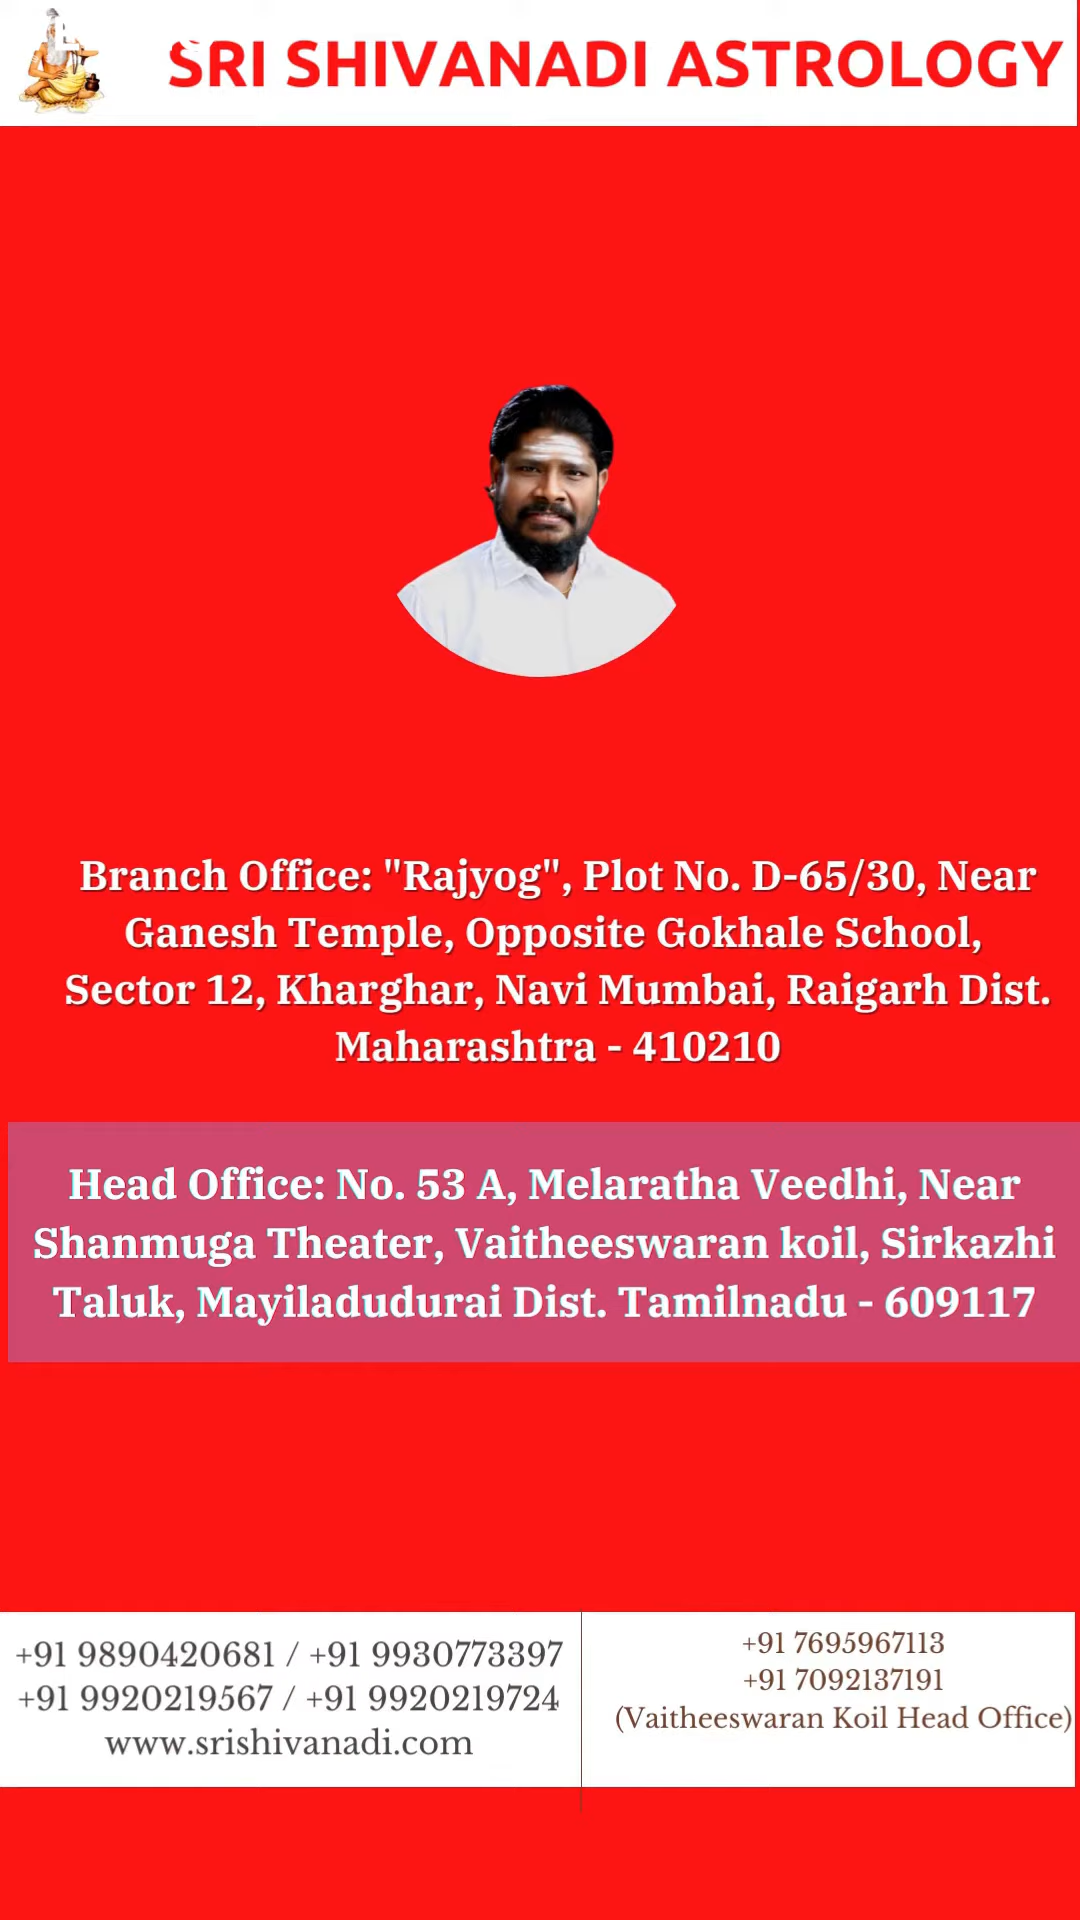 SRI SHIVANADI ASTROLOGY
Branch Office: "Rajyog", Plot No. D-65/30, Near
Ganesh Temple, Opposite Gokhale School,
Sector 12, Kharghar, Navi Mumbai, Raigarh Dist.
Maharashtra - 410210
Head Office: No. 53 A, Melaratha Veedhi, Near
Shanmuga Theater, Vaitheeswaran koil, Sirkazhi
Taluk, Mayiladudurai Dist. Tamilnadu - 609117
+91 9890420681 / +91 9930773397
+91 9920219567 / +91 9920219724
www.srishivanadi.com
+91 7695967113
+91 7092137191
(Vaitheeswaran Koil Head Office)